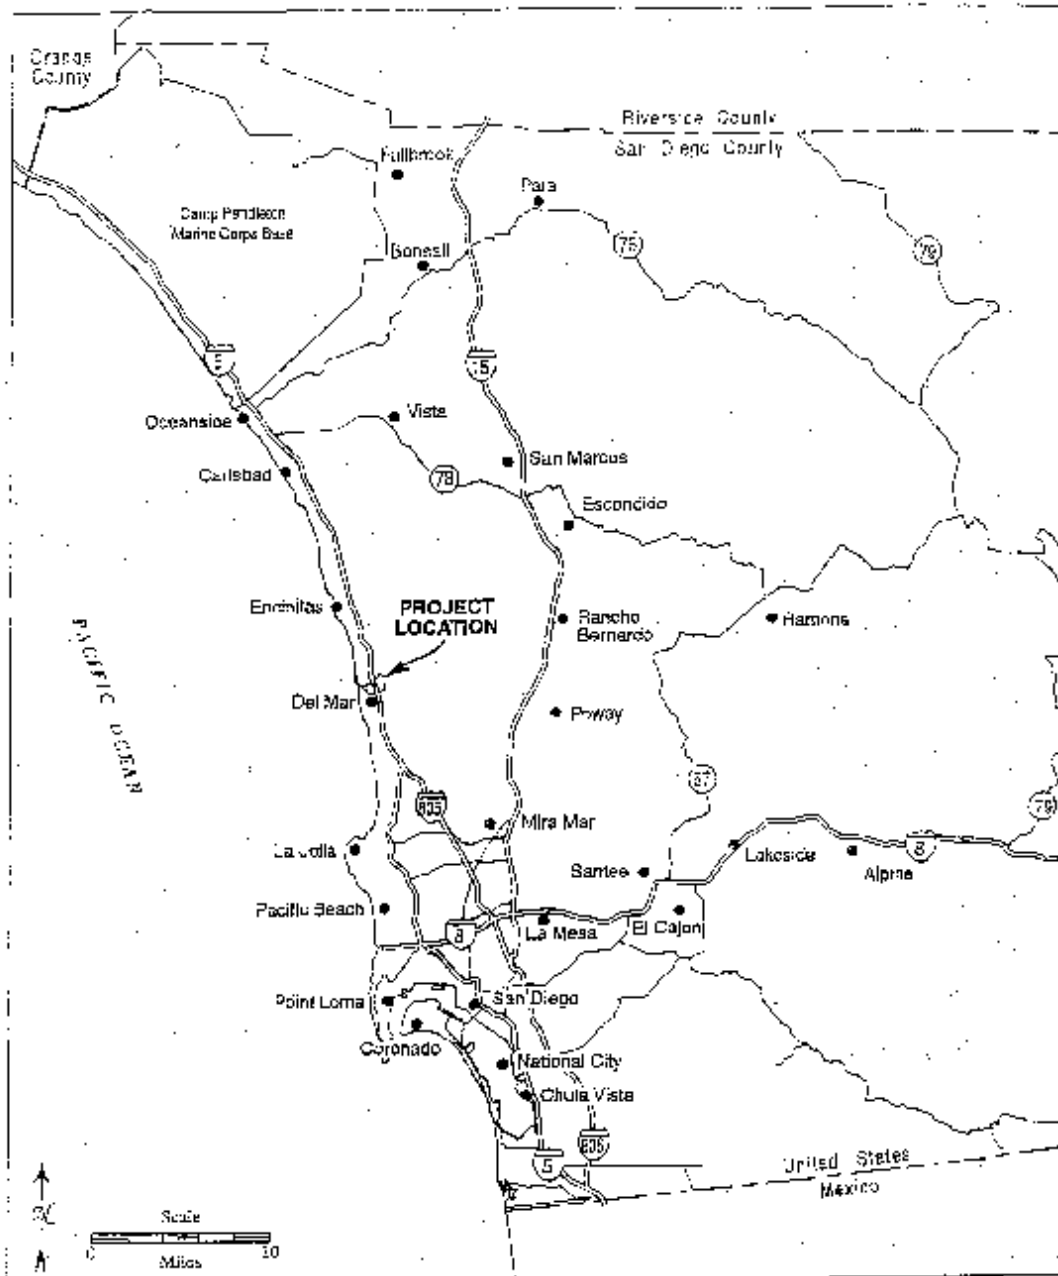 Orange
County
Riverside County
San Diego County
Fallbrook
Pala
Camp Pendleton
Marine Corps Base
Bonsall
76
79
5
15
Oceanside
Vista
Carlsbad
78
San Marcos
Escondido
Encinitas
PROJECT
LOCATION
Rancho
Bernardo
Ramona
PACIFIC OCEAN
Del Mar
Poway
67
805
79
Mira Mar
La Jolla
Lakeside
8
Santee
Alpine
Pacific Beach
8
La Mesa
El Cajon
Point Loma
San Diego
Coronado
National City
Chula Vista
805
5
United States
Mexico
Scale
0 10
Miles